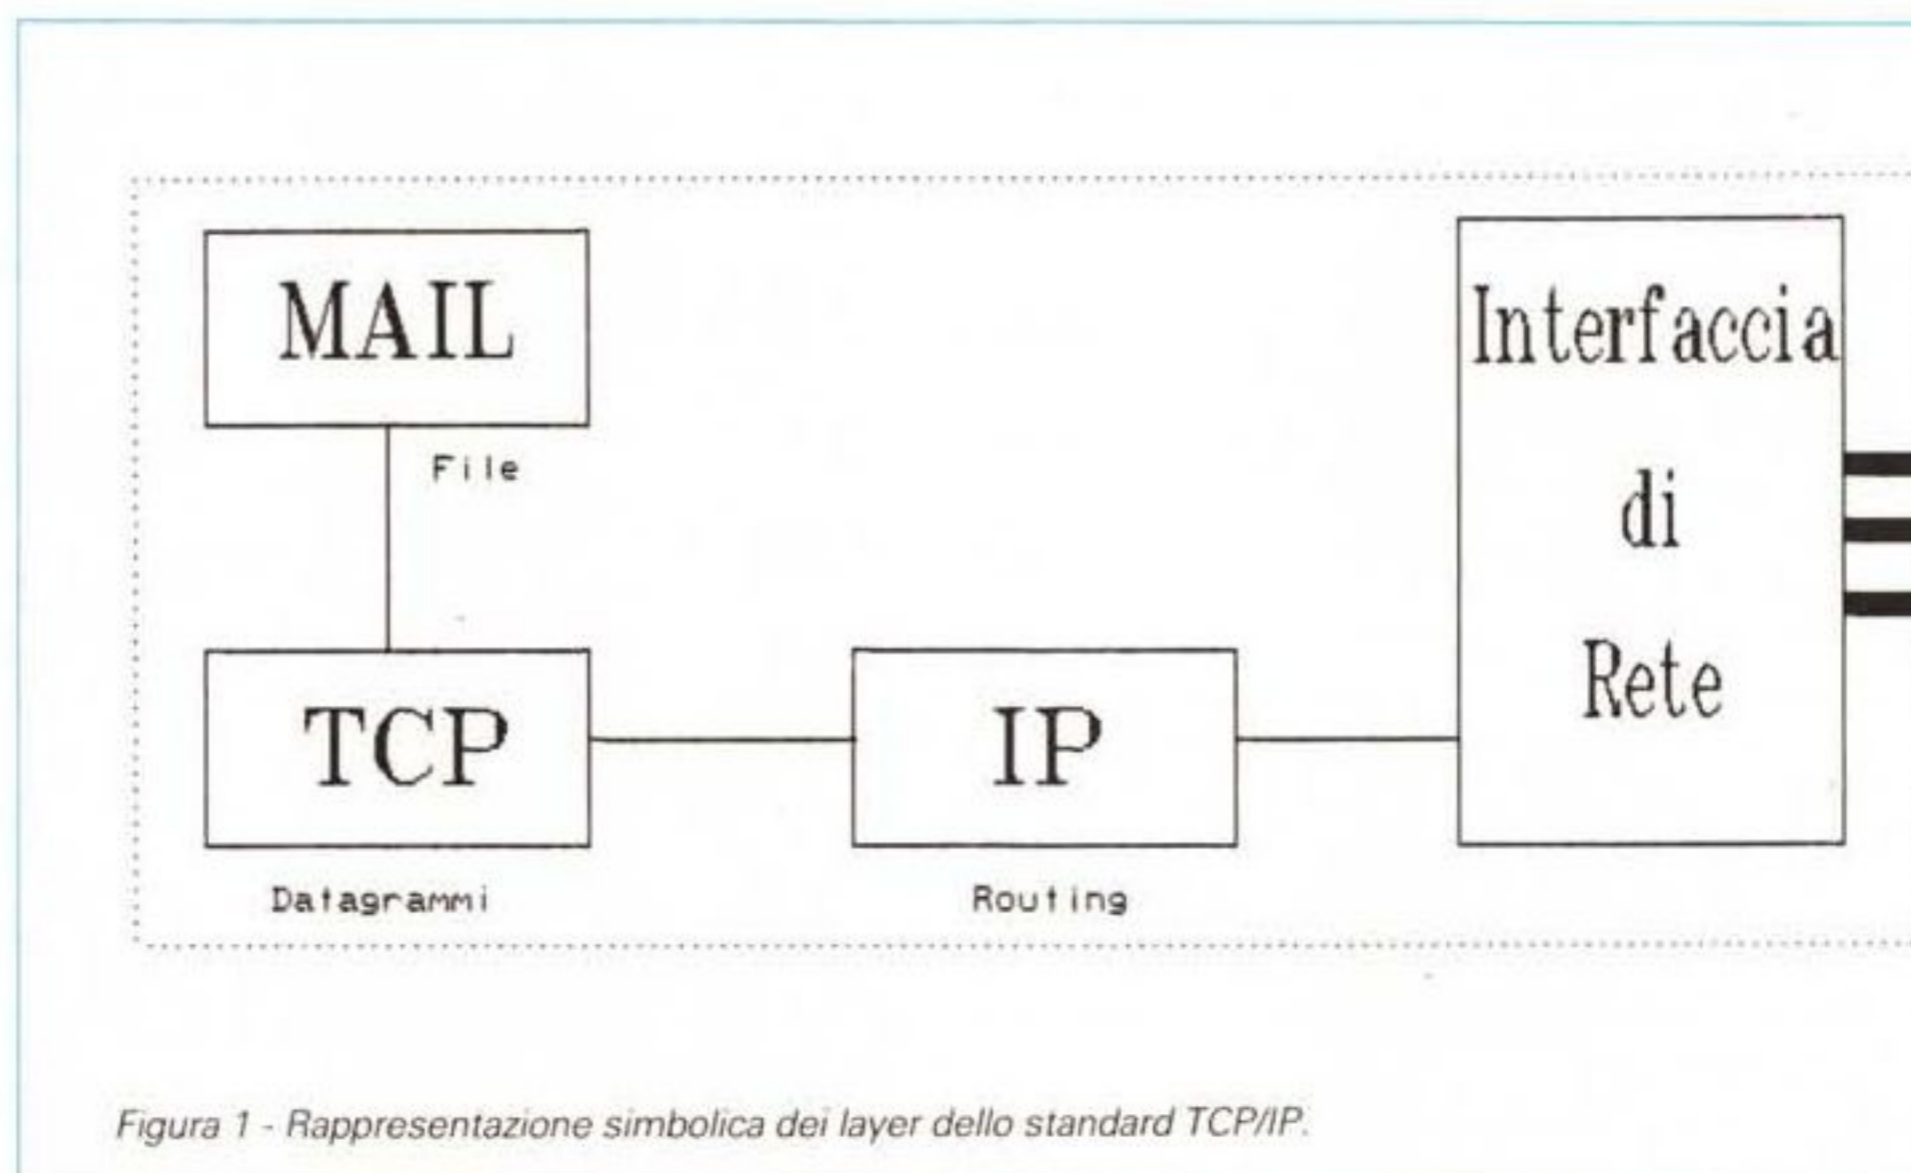 MAIL
File
TCP
Datagrammi
IP
Routing
Interfaccia
di
Rete
Figura 1 - Rappresentazione simbolica dei layer dello standard TCP/IP.